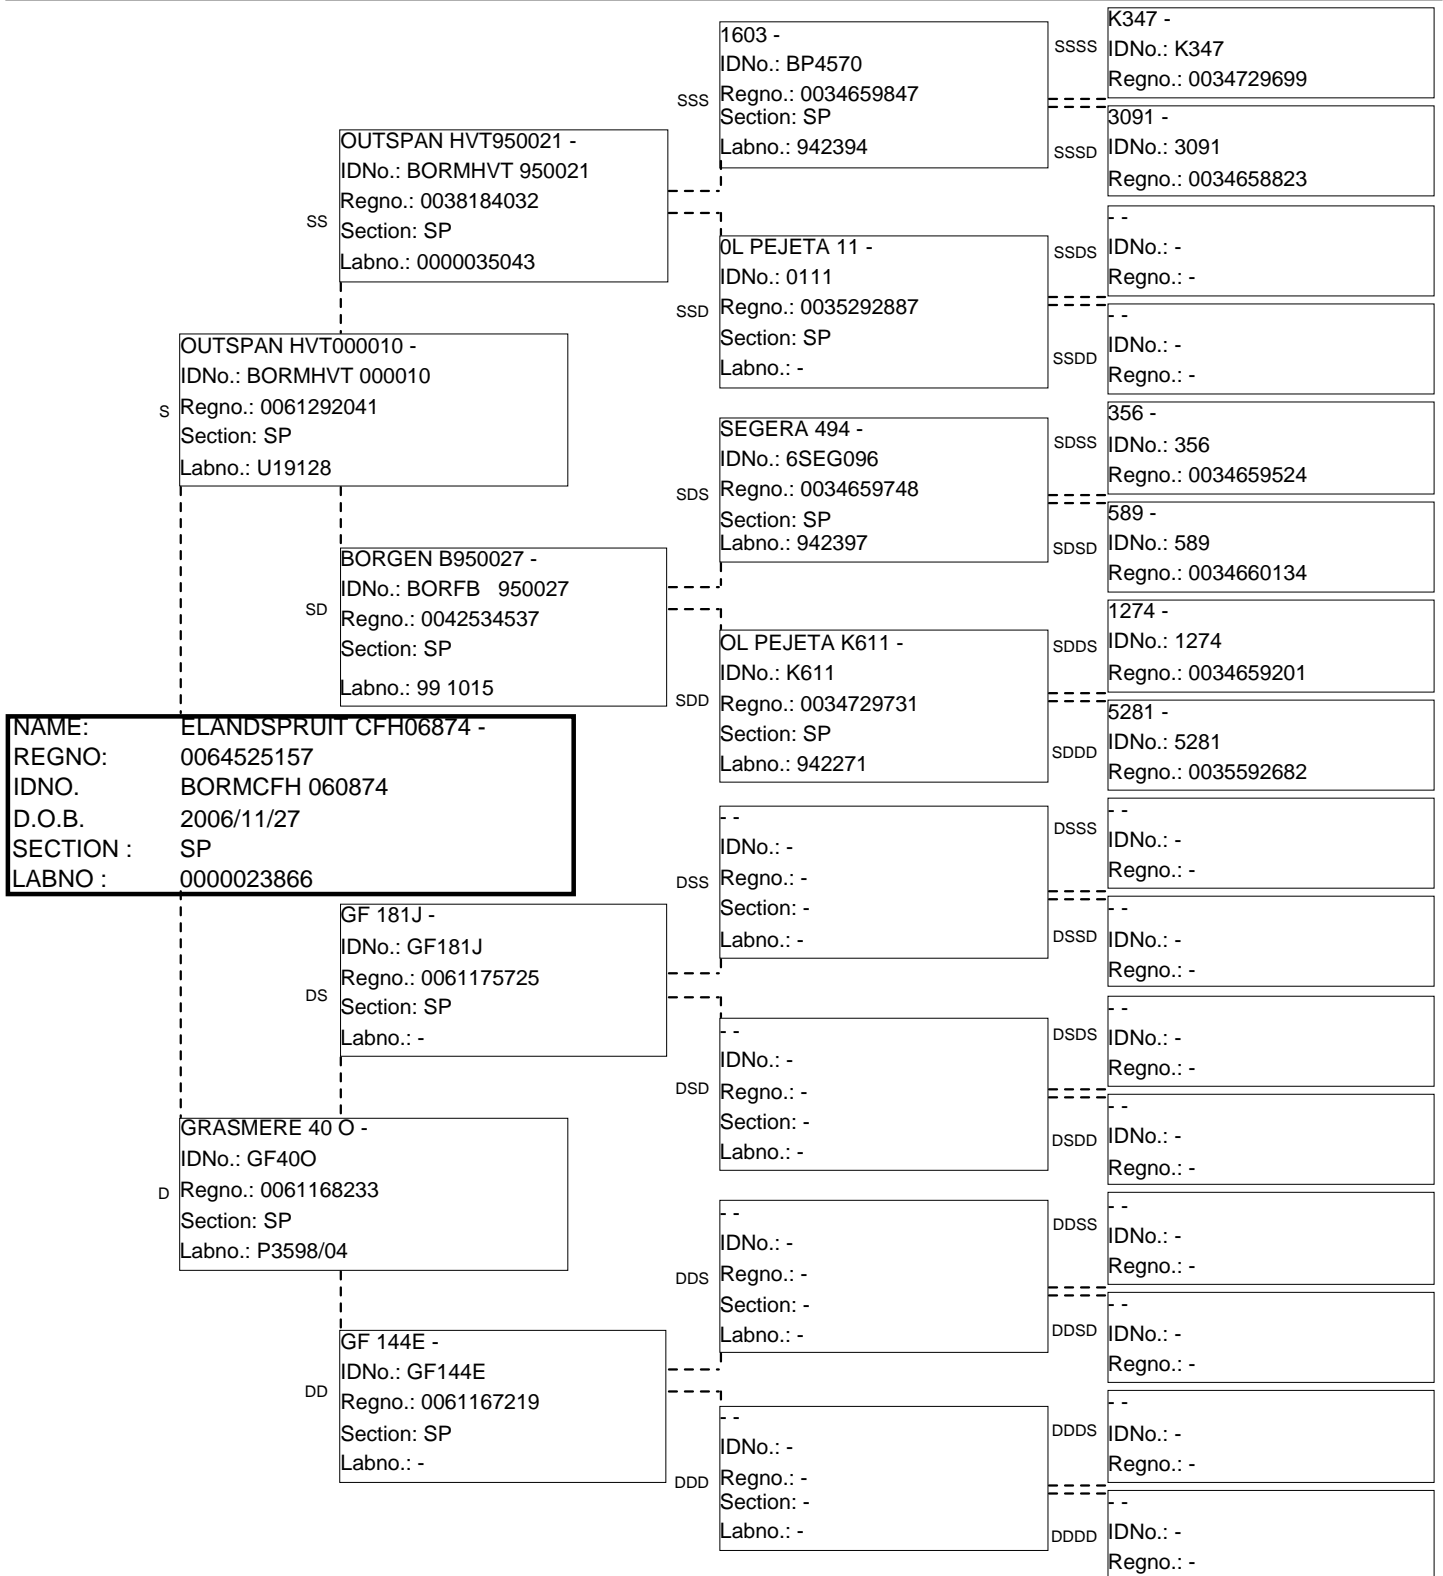 K347 -
SSSS IDNo.: K347
Regno.: 0034729699
1603 -
IDNo.: BP4570
SSS Regno.: 0034659847
Section: SP
Labno.: 942394
3091 -
SSSD IDNo.: 3091
Regno.: 0034658823
OUTSPAN HVT950021 -
IDNo.: BORMHVT 950021
Regno.: 0038184032
SS Section: SP
Labno.: 0000035043
- -
SSDS IDNo.: -
Regno.: -
0L PEJETA 11 -
IDNo.: 0111
SSD Regno.: 0035292887
Section: SP
Labno.: -
- -
SSDD IDNo.: -
Regno.: -
OUTSPAN HVT000010 -
IDNo.: BORMHVT 000010
S Regno.: 0061292041
Section: SP
Labno.: U19128
356 -
SDSS IDNo.: 356
Regno.: 0034659524
SEGERA 494 -
IDNo.: 6SEG096
SDS Regno.: 0034659748
Section: SP
Labno.: 942397
589 -
SDSD IDNo.: 589
Regno.: 0034660134
BORGEN B950027 -
IDNo.: BORFB   950027
SD Regno.: 0042534537
Section: SP
Labno.: 99 1015
1274 -
SDDS IDNo.: 1274
Regno.: 0034659201
OL PEJETA K611 -
IDNo.: K611
SDD Regno.: 0034729731
Section: SP
Labno.: 942271
5281 -
SDDD IDNo.: 5281
Regno.: 0035592682
NAME: ELANDSPRUIT CFH06874 -
REGNO: 0064525157
IDNO. BORMCFH 060874
D.O.B. 2006/11/27
SECTION : SP
LABNO : 0000023866
- -
DSSS IDNo.: -
Regno.: -
- -
IDNo.: -
DSS Regno.: -
Section: -
Labno.: -
- -
DSSD IDNo.: -
Regno.: -
GF 181J -
IDNo.: GF181J
Regno.: 0061175725
DS Section: SP
Labno.: -
- -
DSDS IDNo.: -
Regno.: -
- -
IDNo.: -
DSD Regno.: -
Section: -
Labno.: -
- -
DSDD IDNo.: -
Regno.: -
GRASMERE 40 O -
IDNo.: GF40O
D Regno.: 0061168233
Section: SP
Labno.: P3598/04
- -
DDSS IDNo.: -
Regno.: -
- -
IDNo.: -
DDS Regno.: -
Section: -
Labno.: -
- -
DDSD IDNo.: -
Regno.: -
GF 144E -
IDNo.: GF144E
DD Regno.: 0061167219
Section: SP
Labno.: -
- -
DDDS IDNo.: -
Regno.: -
- -
IDNo.: -
DDD Regno.: -
Section: -
Labno.: -
- -
DDDD IDNo.: -
Regno.: -